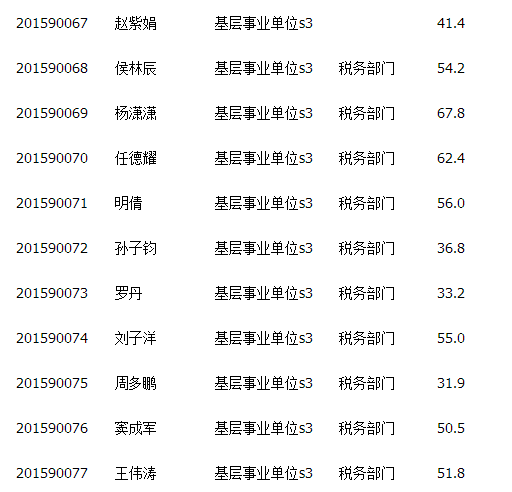 201590067 赵紫娟 基层事业单位s3 41.4
201590068 侯林辰 基层事业单位s3 税务部门 54.2
201590069 杨潇潇 基层事业单位s3 税务部门 67.8
201590070 任德耀 基层事业单位s3 税务部门 62.4
201590071 明倩 基层事业单位s3 税务部门 56.0
201590072 孙子钧 基层事业单位s3 税务部门 36.8
201590073 罗丹 基层事业单位s3 税务部门 33.2
201590074 刘子洋 基层事业单位s3 税务部门 55.0
201590075 周多鹏 基层事业单位s3 税务部门 31.9
201590076 窦成军 基层事业单位s3 税务部门 50.5
201590077 王伟涛 基层事业单位s3 税务部门 51.8